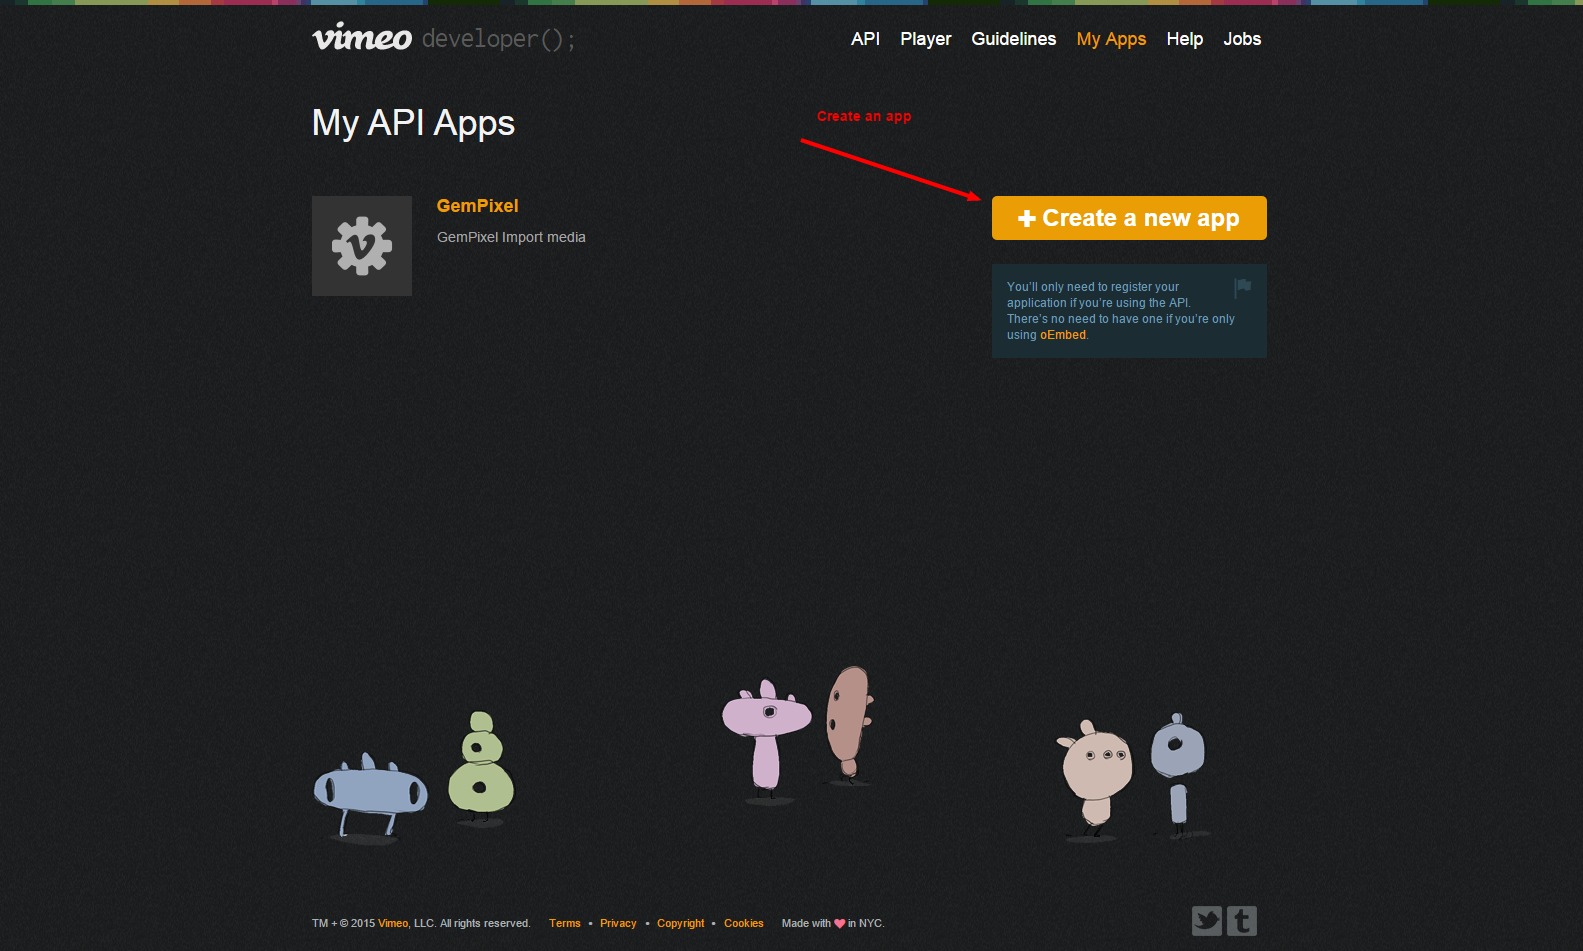 vimeo developer();
API Player Guidelines My Apps Help Jobs
My API Apps
Create an app
GemPixel
GemPixel Import media
+ Create a new app
You'll only need to register your
application if you're using the API.
There's no need to have one if you're only
using oEmbed.
TM + © 2015 Vimeo, LLC. All rights reserved. Terms • Privacy • Copyright • Cookies Made with ❤ in NYC.